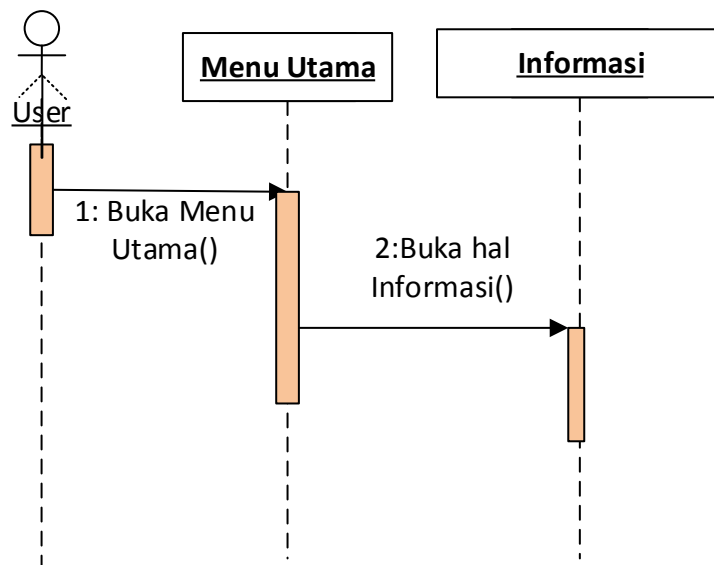 User
Menu Utama
Informasi
1: Buka Menu
Utama()
2:Buka hal
Informasi()